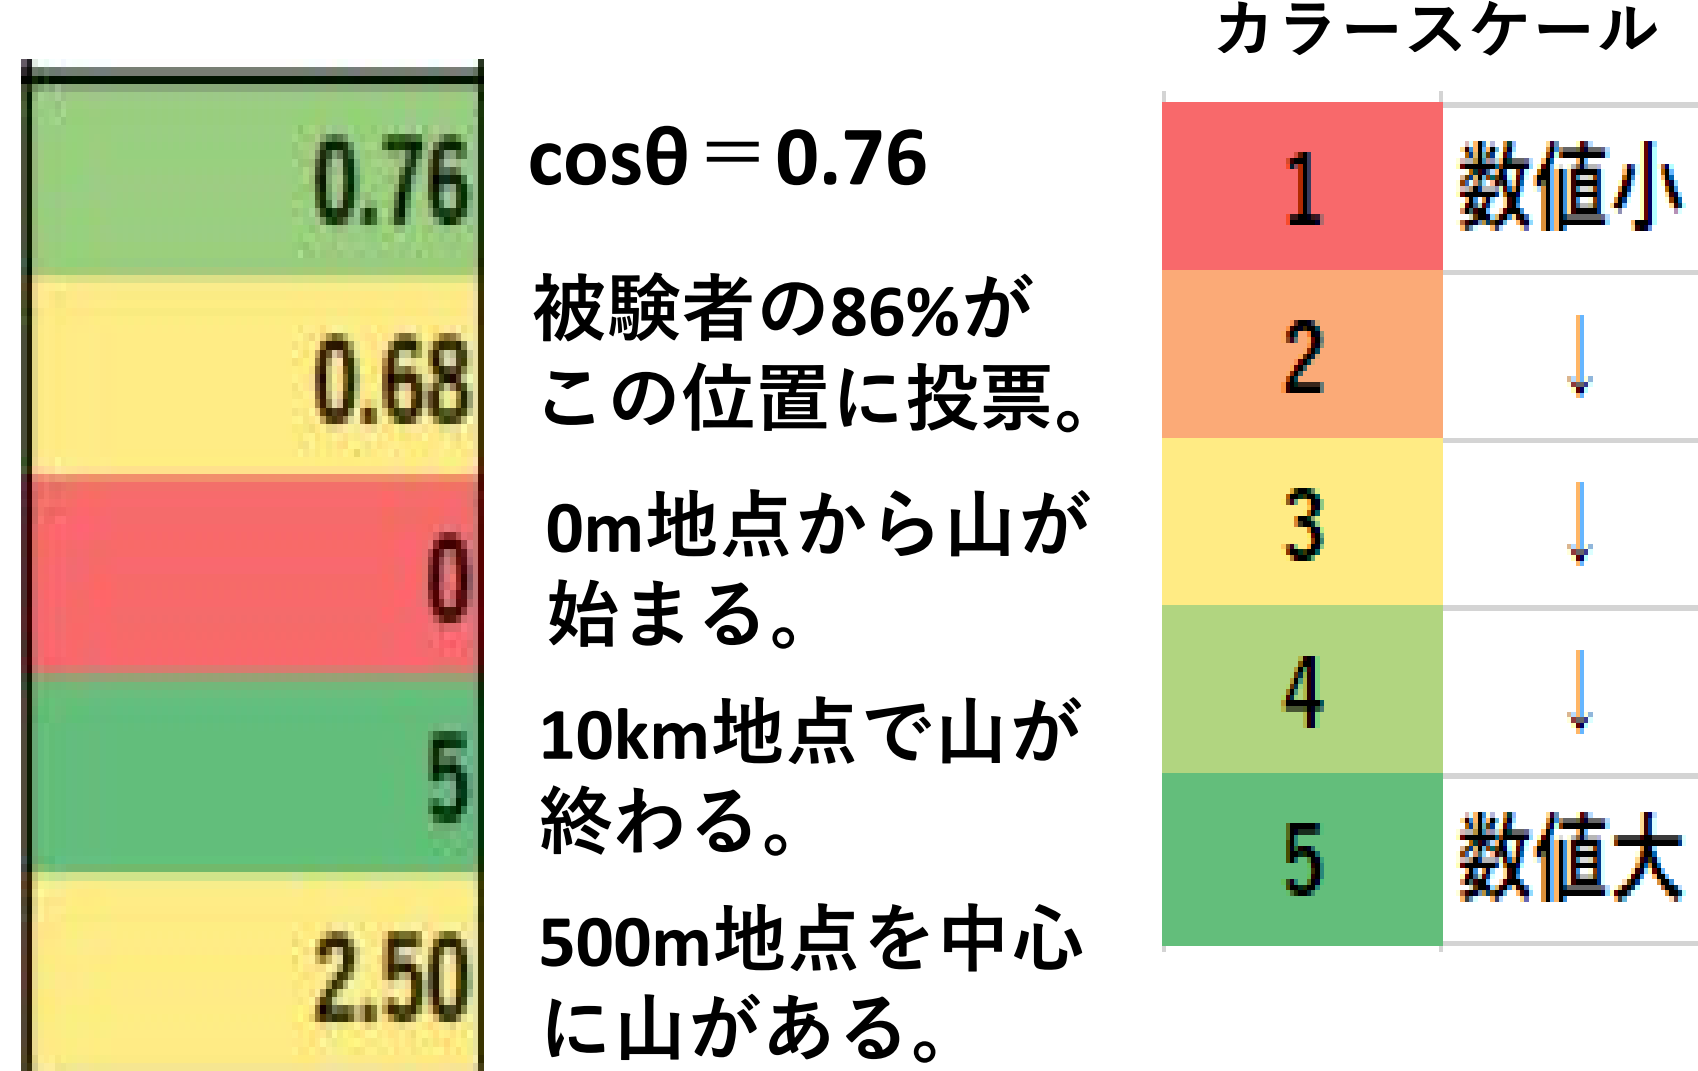 カラースケール
0.76
cosθ＝0.76
0.68
被験者の86%が
この位置に投票。
0
0m地点から山が
始まる。
5
10km地点で山が
終わる。
2.50
500m地点を中心
に山がある。
1 数値小
2 ↓
3 ↓
4 ↓
5 数値大